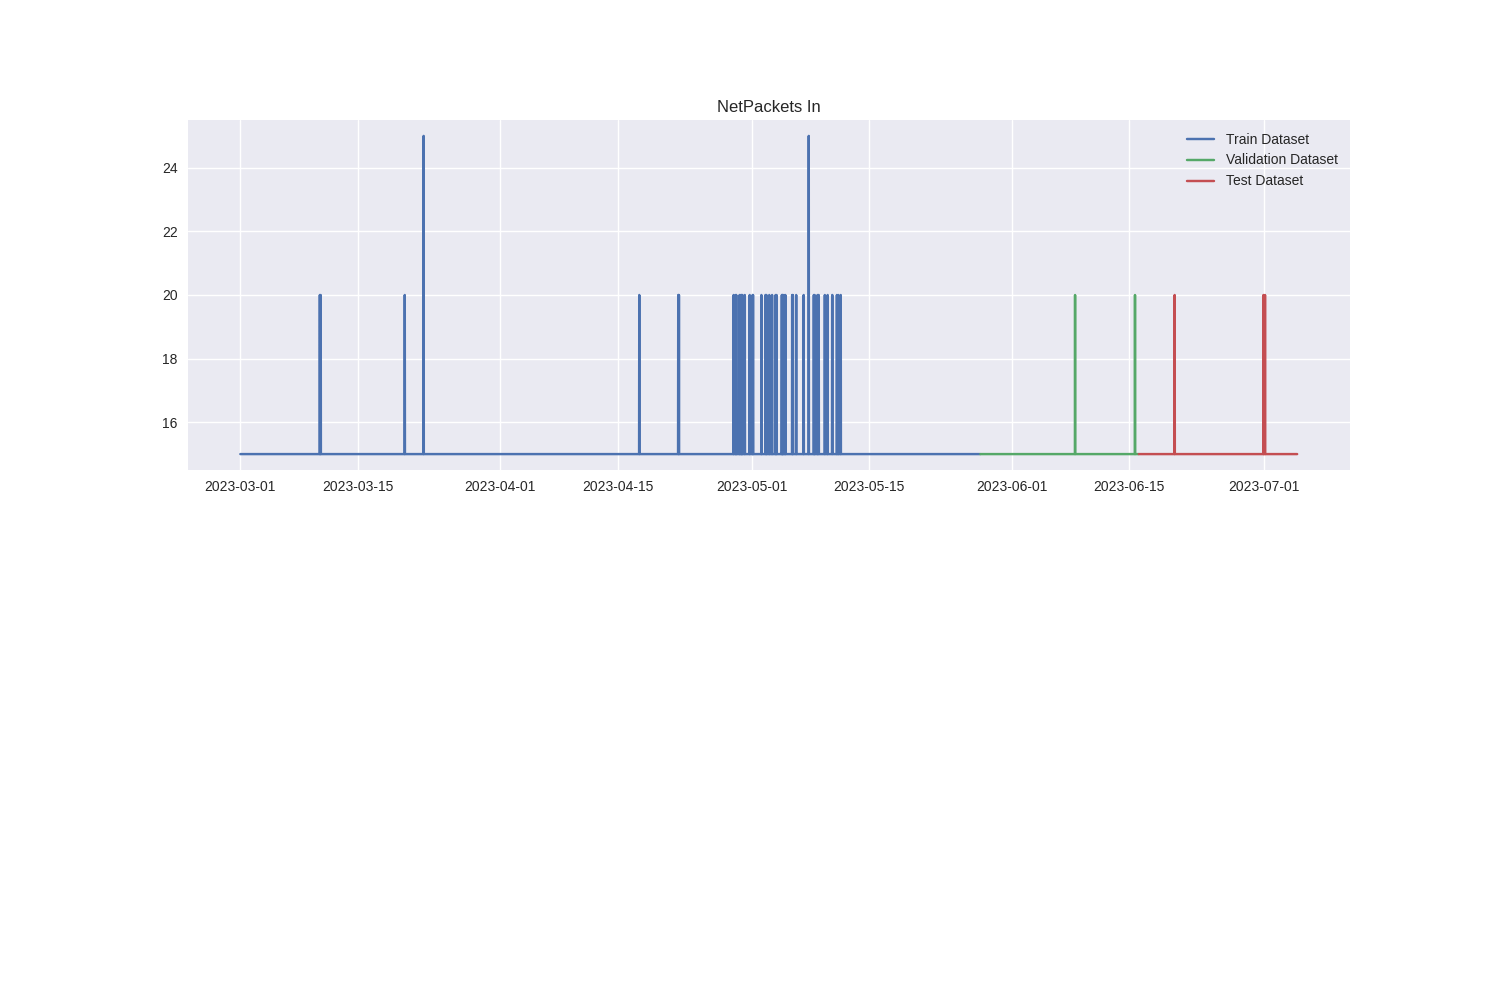 NetPackets In
Train Dataset
Validation Dataset
Test Dataset
24
22
20
18
16
2023-03-01 2023-03-15 2023-04-01 2023-04-15 2023-05-01 2023-05-15 2023-06-01 2023-06-15 2023-07-01